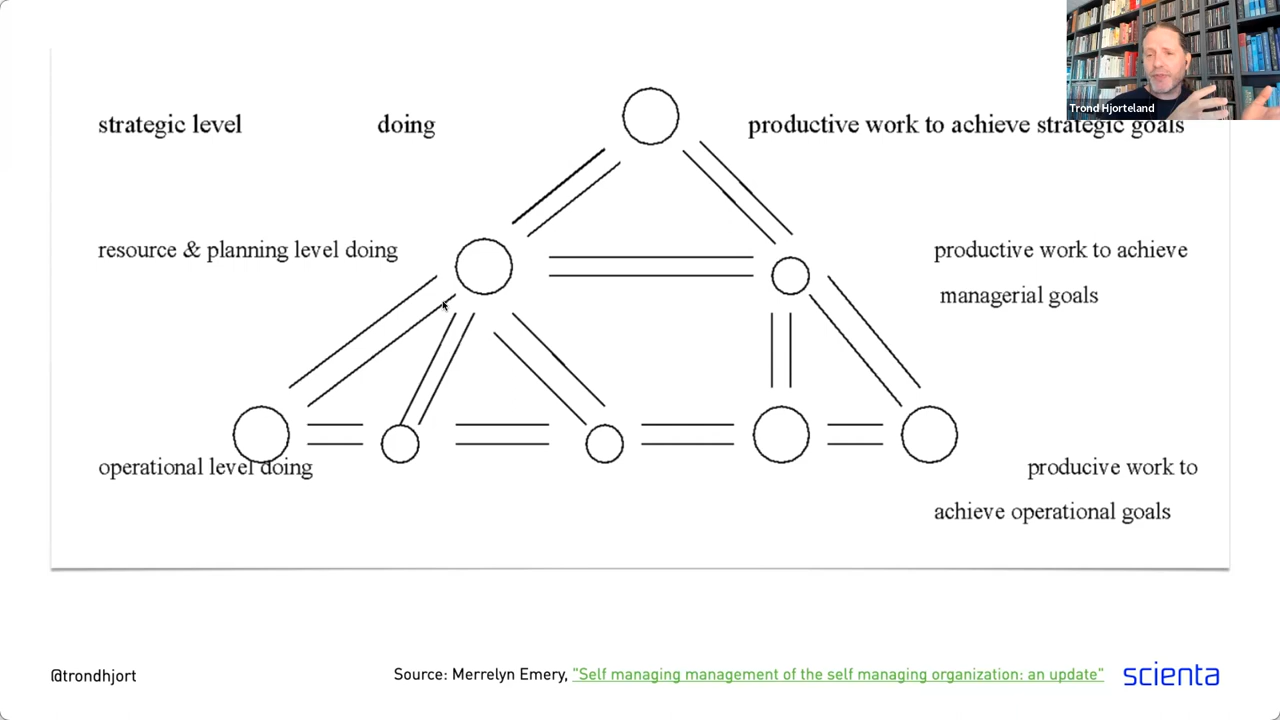 Trond Hjorteland
strategic level doing productive work to achieve strategic goals
resource & planning level doing productive work to achieve
managerial goals
operational level doing producive work to
achieve operational goals
@trondhjort
Source: Merrelyn Emery, "Self managing management of the self managing organization: an update"
scienta